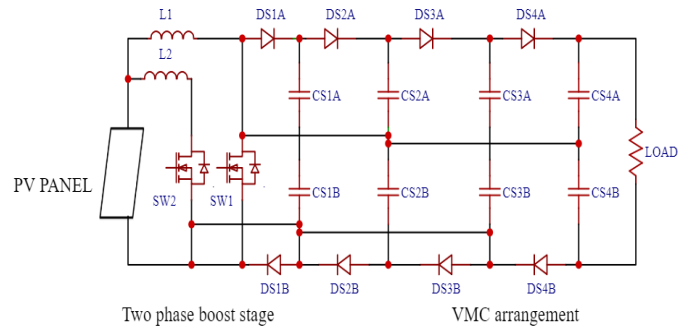 L1
DS1A
DS2A
DS3A
DS4A
L2
CS1A
CS2A
CS3A
CS4A
LOAD
PV PANEL
SW2
SW1
CS1B
CS2B
CS3B
CS4B
DS1B
DS2B
DS3B
DS4B
Two phase boost stage
VMC arrangement